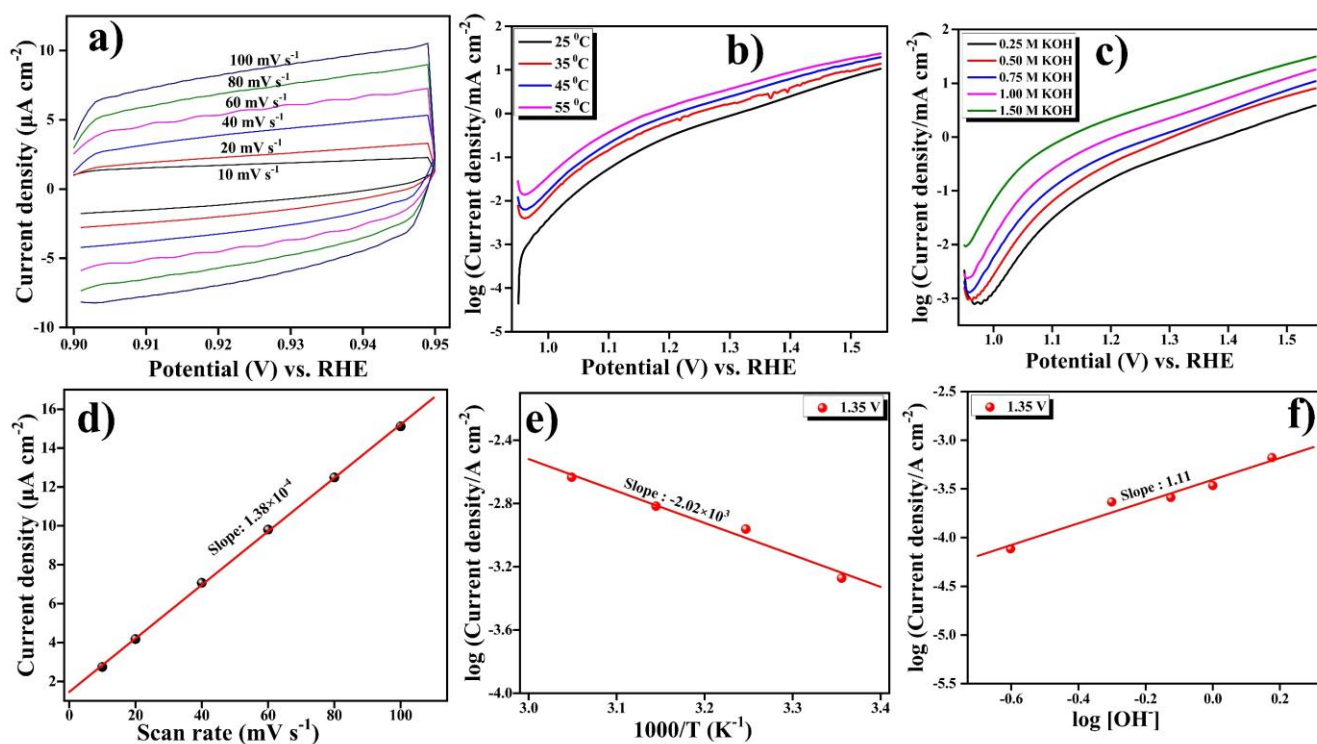 a)
100 mV s⁻¹
80 mV s⁻¹
60 mV s⁻¹
40 mV s⁻¹
20 mV s⁻¹
10 mV s⁻¹
10
5
0
-5
-10
0.90 0.91 0.92 0.93 0.94 0.95
Current density (µA cm⁻²)
Potential (V) vs. RHE
b)
25 ⁰C
35 ⁰C
45 ⁰C
55 ⁰C
2
1
0
-1
-2
-3
-4
-5
1.0 1.1 1.2 1.3 1.4 1.5
log (Current density/mA cm⁻²)
Potential (V) vs. RHE
c)
0.25 M KOH
0.50 M KOH
0.75 M KOH
1.00 M KOH
1.50 M KOH
2
1
0
-1
-2
-3
1.0 1.1 1.2 1.3 1.4 1.5
log (Current density/mA cm⁻²)
Potential (V) vs. RHE
d)
Slope: 1.38×10⁻⁴
16
14
12
10
8
6
4
2
0 20 40 60 80 100
Current density (µA cm⁻²)
Scan rate (mV s⁻¹)
e)
1.35 V
Slope : -2.02×10³
-2.4
-2.8
-3.2
-3.6
-4.0
3.0 3.1 3.2 3.3 3.4
log (Current density/A cm⁻²)
1000/T (K⁻¹)
f)
1.35 V
Slope : 1.11
-2.5
-3.0
-3.5
-4.0
-4.5
-5.0
-5.5
-0.6 -0.4 -0.2 0.0 0.2
log (Current density/A cm⁻²)
log [OH⁻]